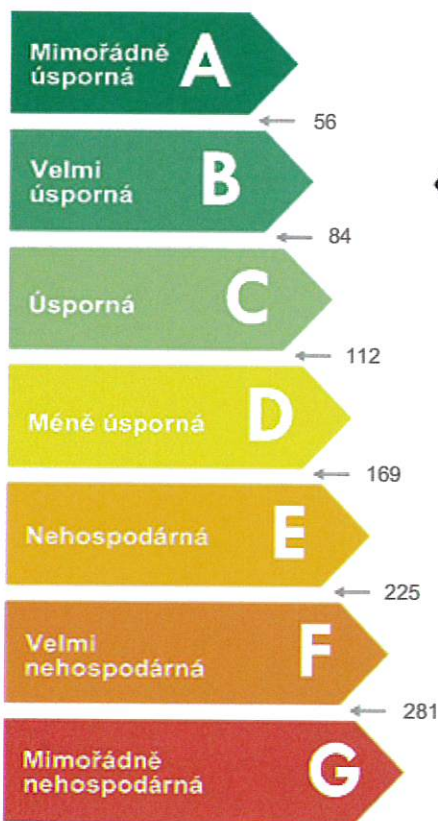 Mimořádně
úsporná
A
56
Velmi
úsporná
B
84
Úsporná
C
112
Méně úsporná
D
169
Nehospodárná
E
225
Velmi
nehospodárná
F
281
Mimořádně
nehospodárná
G